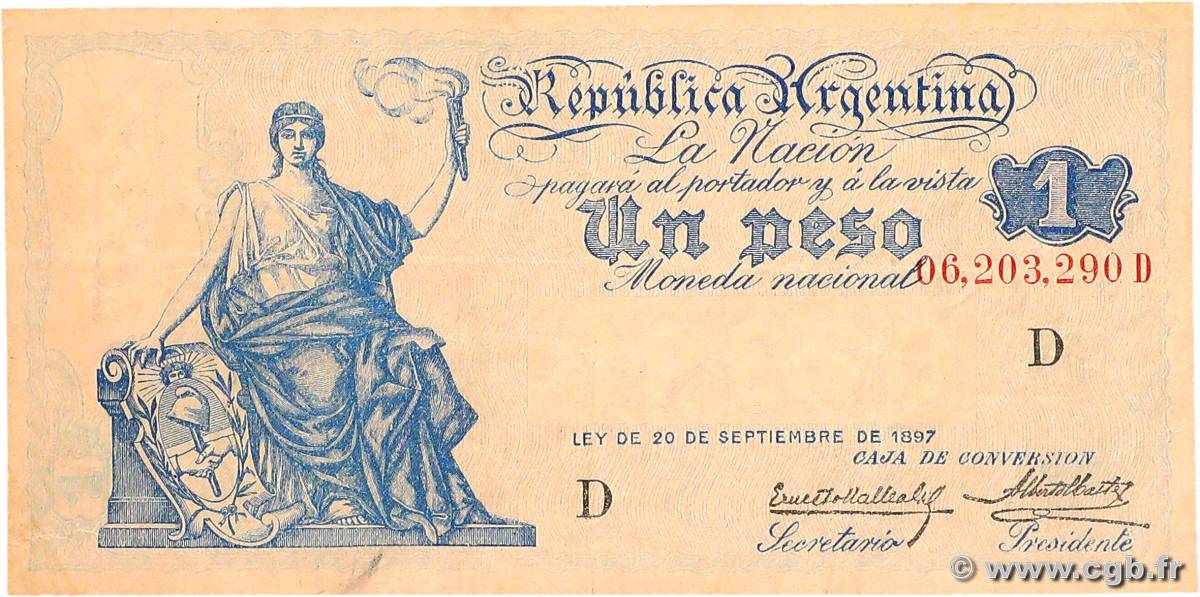 República Argentina
La Nación
pagará al portador y á la vista
1
Un peso
Moneda nacional
06,203,290 D
D
LEY DE 20 DE SEPTIEMBRE DE 1897
CAJA DE CONVERSION
D
Secretario Presidente
© www.cgb.fr